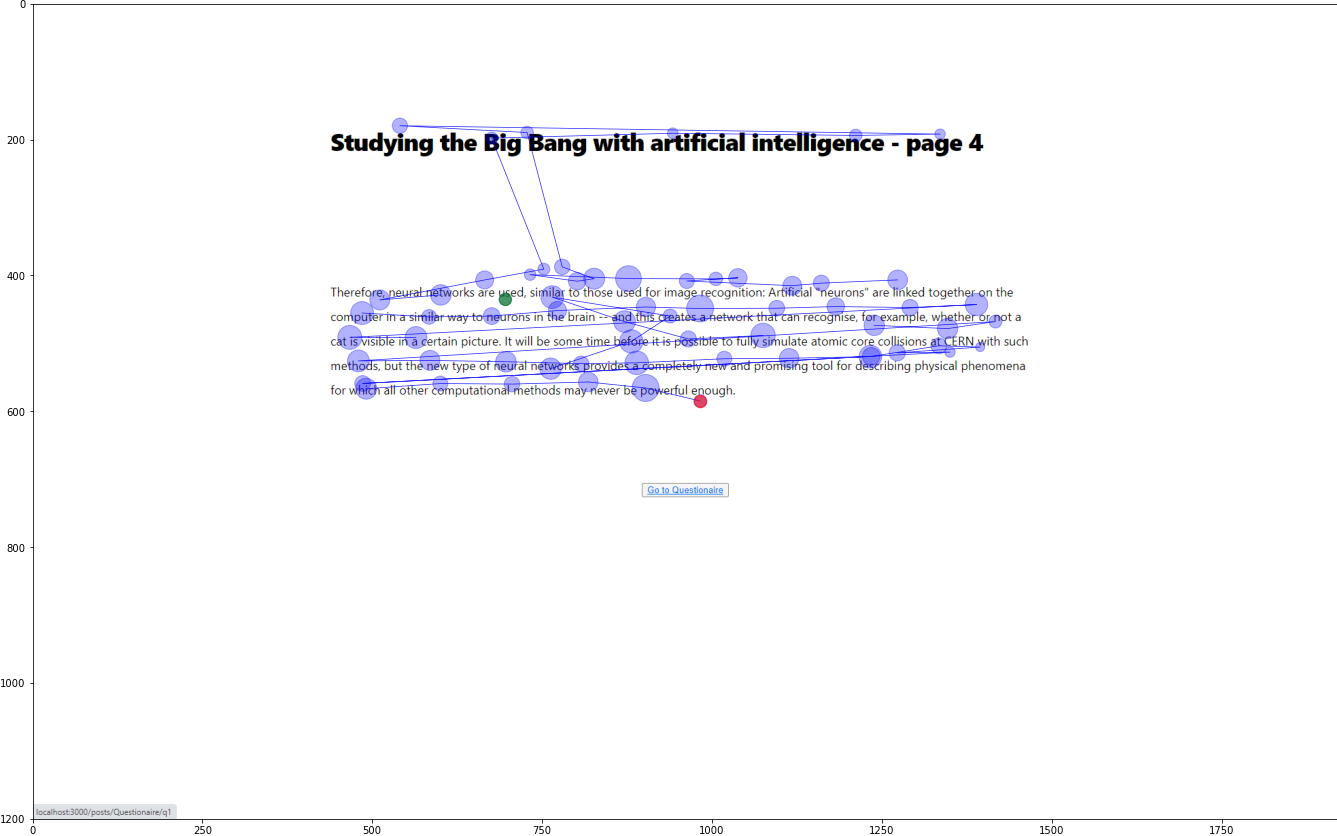 0
200
400
600
800
1000
1200
Studying the Big Bang with artificial intelligence - page 4
Therefore, neural networks are used, similar to those used for image recognition: Artificial "neurons" are linked together on the
computer in a similar way to neurons in the brain -- and this creates a network that can recognise, for example, whether or not a
cat is visible in a certain picture. It will be some time before it is possible to fully simulate atomic core collisions at CERN with such
methods, but the new type of neural networks provides a completely new and promising tool for describing physical phenomena
for which all other computational methods may never be powerful enough.
Go to Questionaire
localhost:3000/posts/Questionaire/q1
0 250 500 750 1000 1250 1500 1750